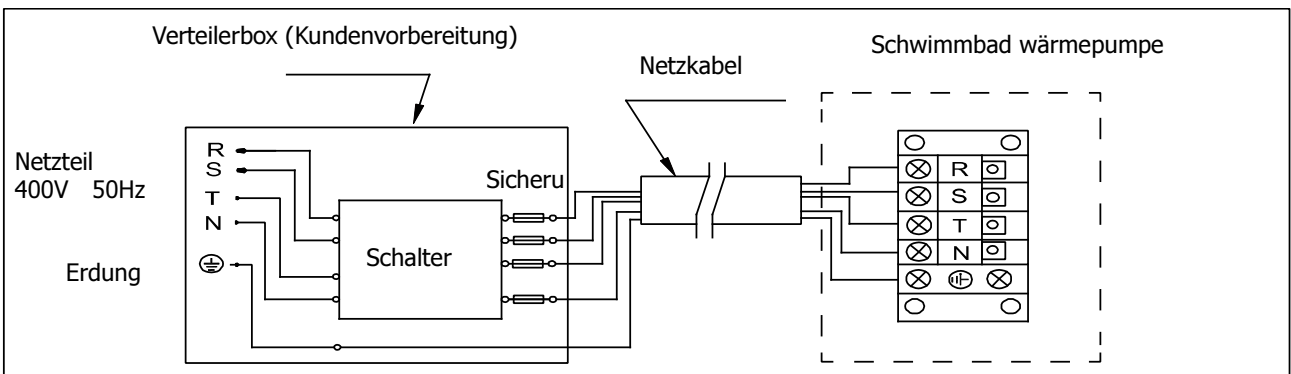 Verteilerbox (Kundenvorbereitung)
Schwimmbad wärmepumpe
Netzkabel
Netzteil
400V 50Hz
Erdung
R
S
T
N
Sicheru
Schalter
R
S
T
N